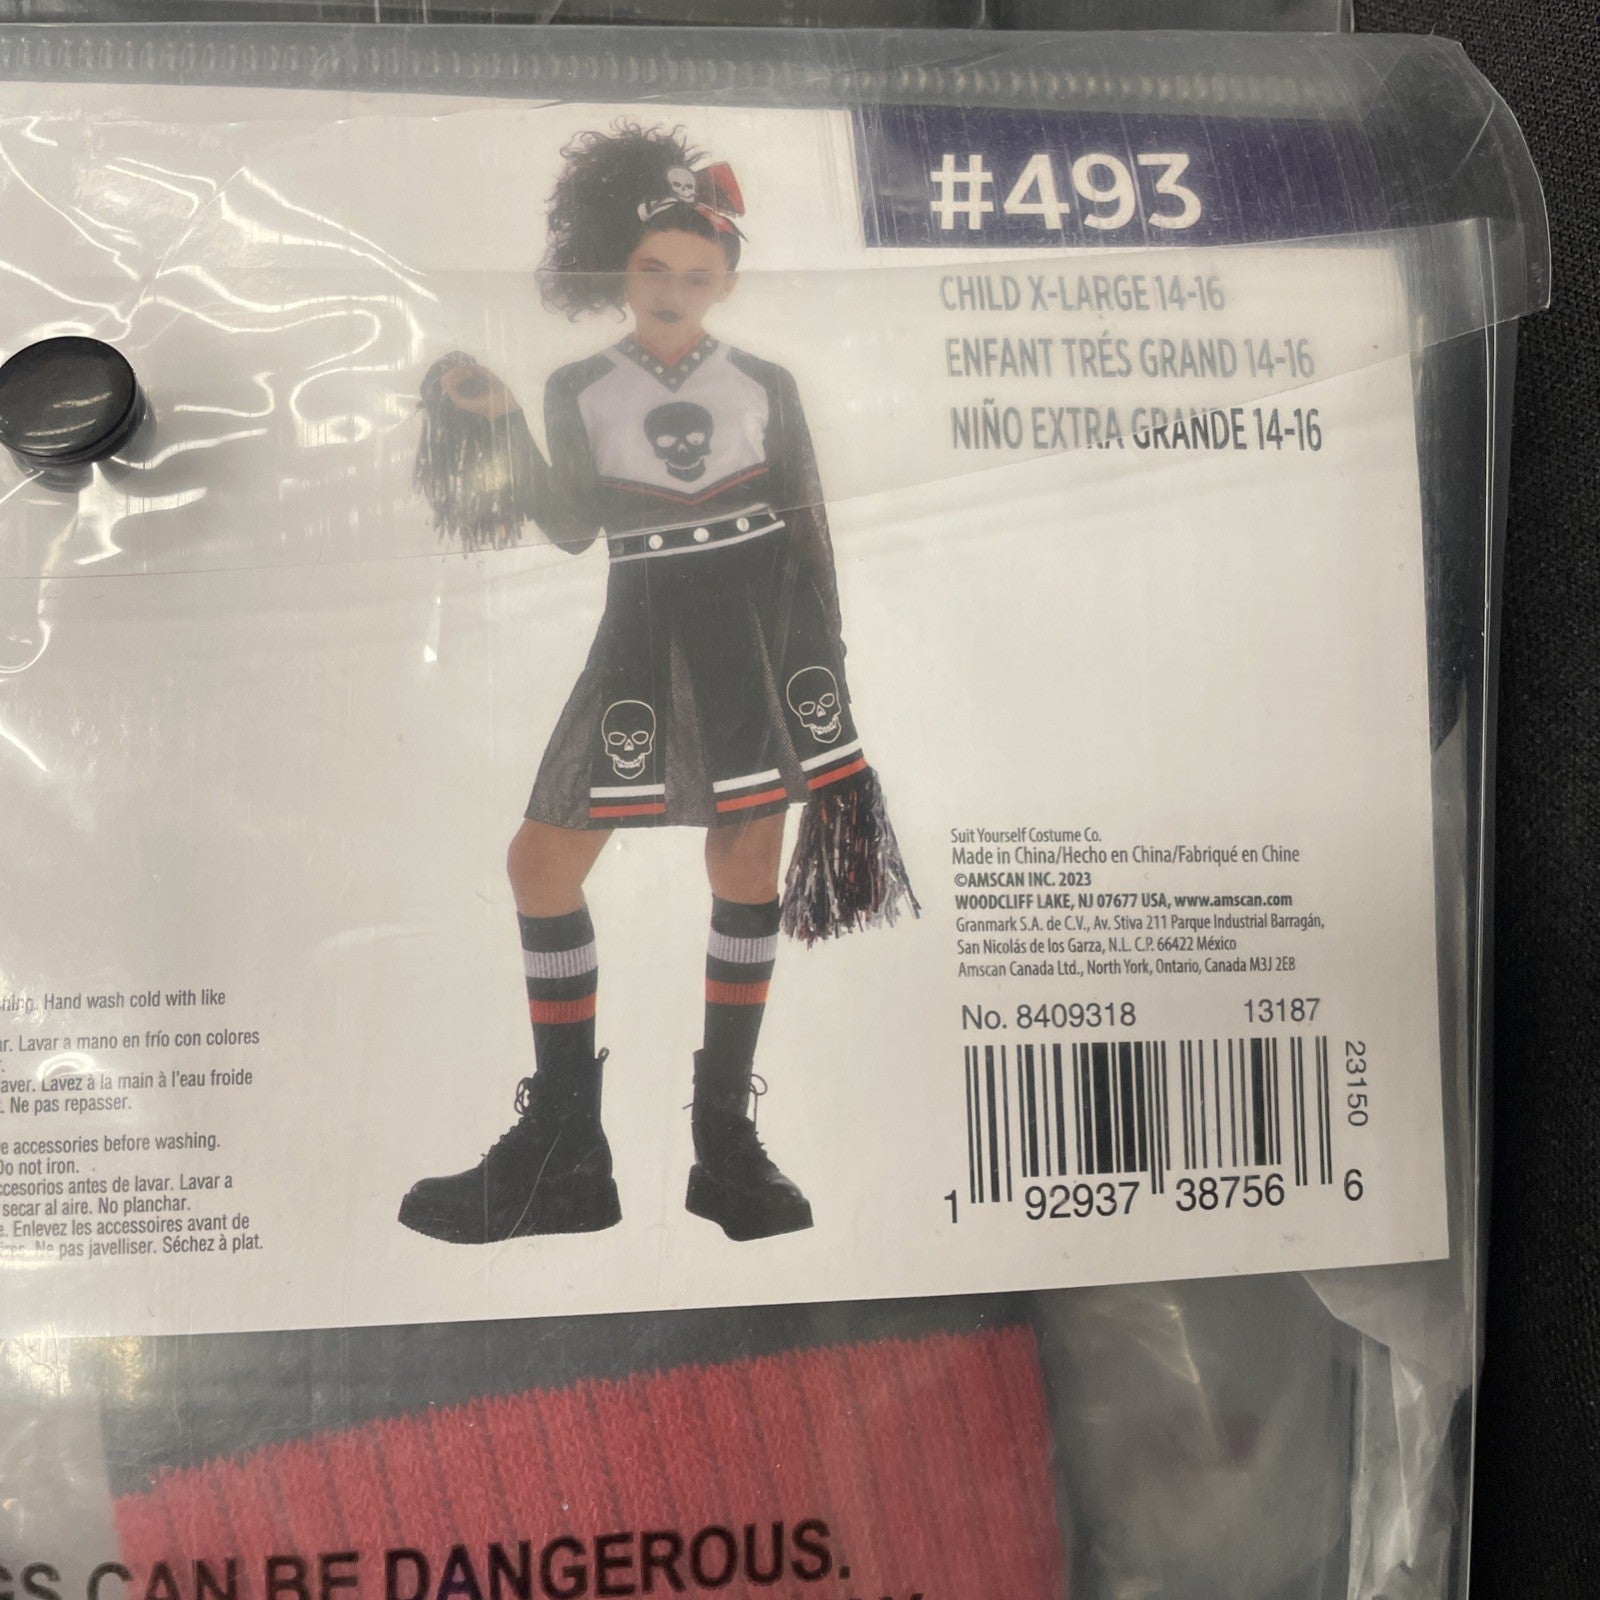 #493
CHILD X-LARGE 14-16
ENFANT TRÉS GRAND 14-16
NIÑO EXTRA GRANDE 14-16
Suit Yourself Costume Co.
Made in China/Hecho en China/Fabriqué en Chine
©AMSCAN INC. 2023
WOODCLIFF LAKE, NJ 07677 USA, www.amscan.com
Granmark S.A. de C.V., Av. Stiva 211 Parque Industrial Barragán,
San Nicolás de los Garza, N.L. C.P. 66422 México
Amscan Canada Ltd., North York, Ontario, Canada M3J 2E8
No. 8409318 13187
23150
1 92937 38756 6
Hand wash cold with like
Lavar a mano en frío con colores
Lavez à la main à l'eau froide
. Ne pas repasser.
accessories before washing.
Do not iron.
antes de lavar. Lavar a
secar al aire. No planchar.
. Enlevez les accessoires avant de
Ne pas javelliser. Séchez à plat.
CAN BE DANGEROUS.